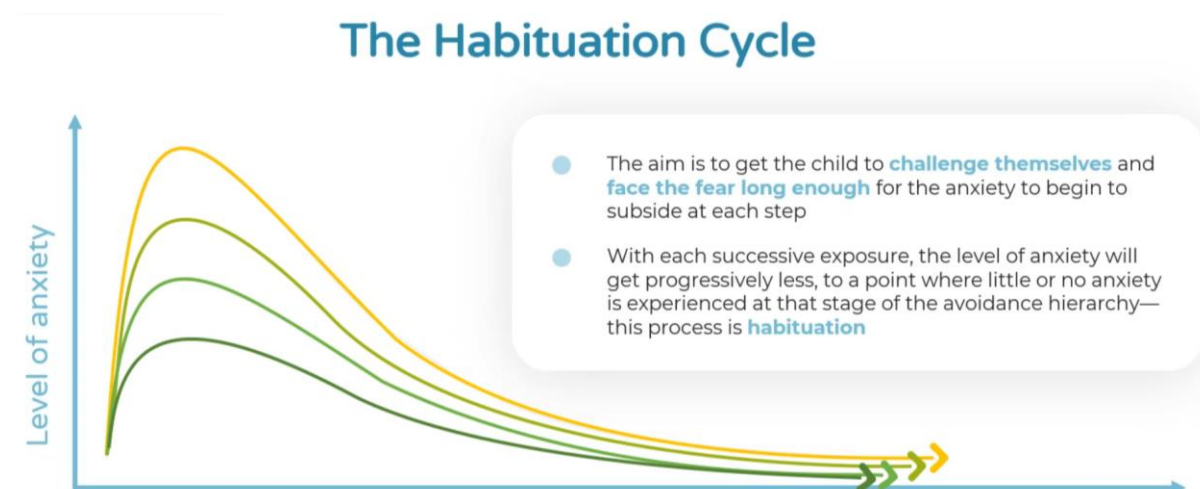 The Habituation Cycle
Level of anxiety
The aim is to get the child to challenge themselves and
face the fear long enough for the anxiety to begin to
subside at each step
With each successive exposure, the level of anxiety will
get progressively less, to a point where little or no anxiety
is experienced at that stage of the avoidance hierarchy—
this process is habituation